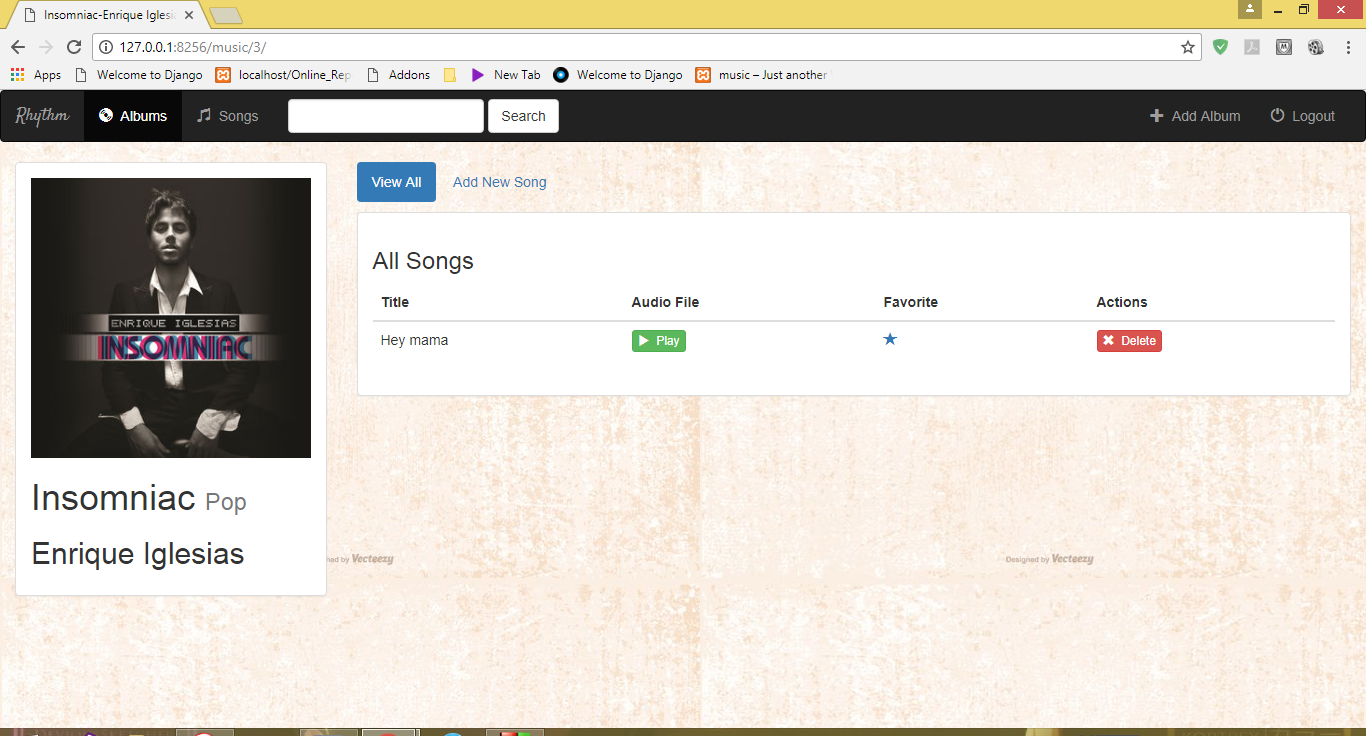 Insomniac-Enrique Iglesi
127.0.0.1:8256/music/3/
Apps Welcome to Django localhost/Online_Rep Addons New Tab Welcome to Django music – Just another
Rhythm Albums Songs Search Add Album Logout
View All Add New Song
All Songs
Title Audio File Favorite Actions
Hey mama Play Delete
ENRIQUE IGLESIAS
INSOMNIAC
Insomniac Pop
Enrique Iglesias
ned by Vecteezy
Designed by Vecteezy